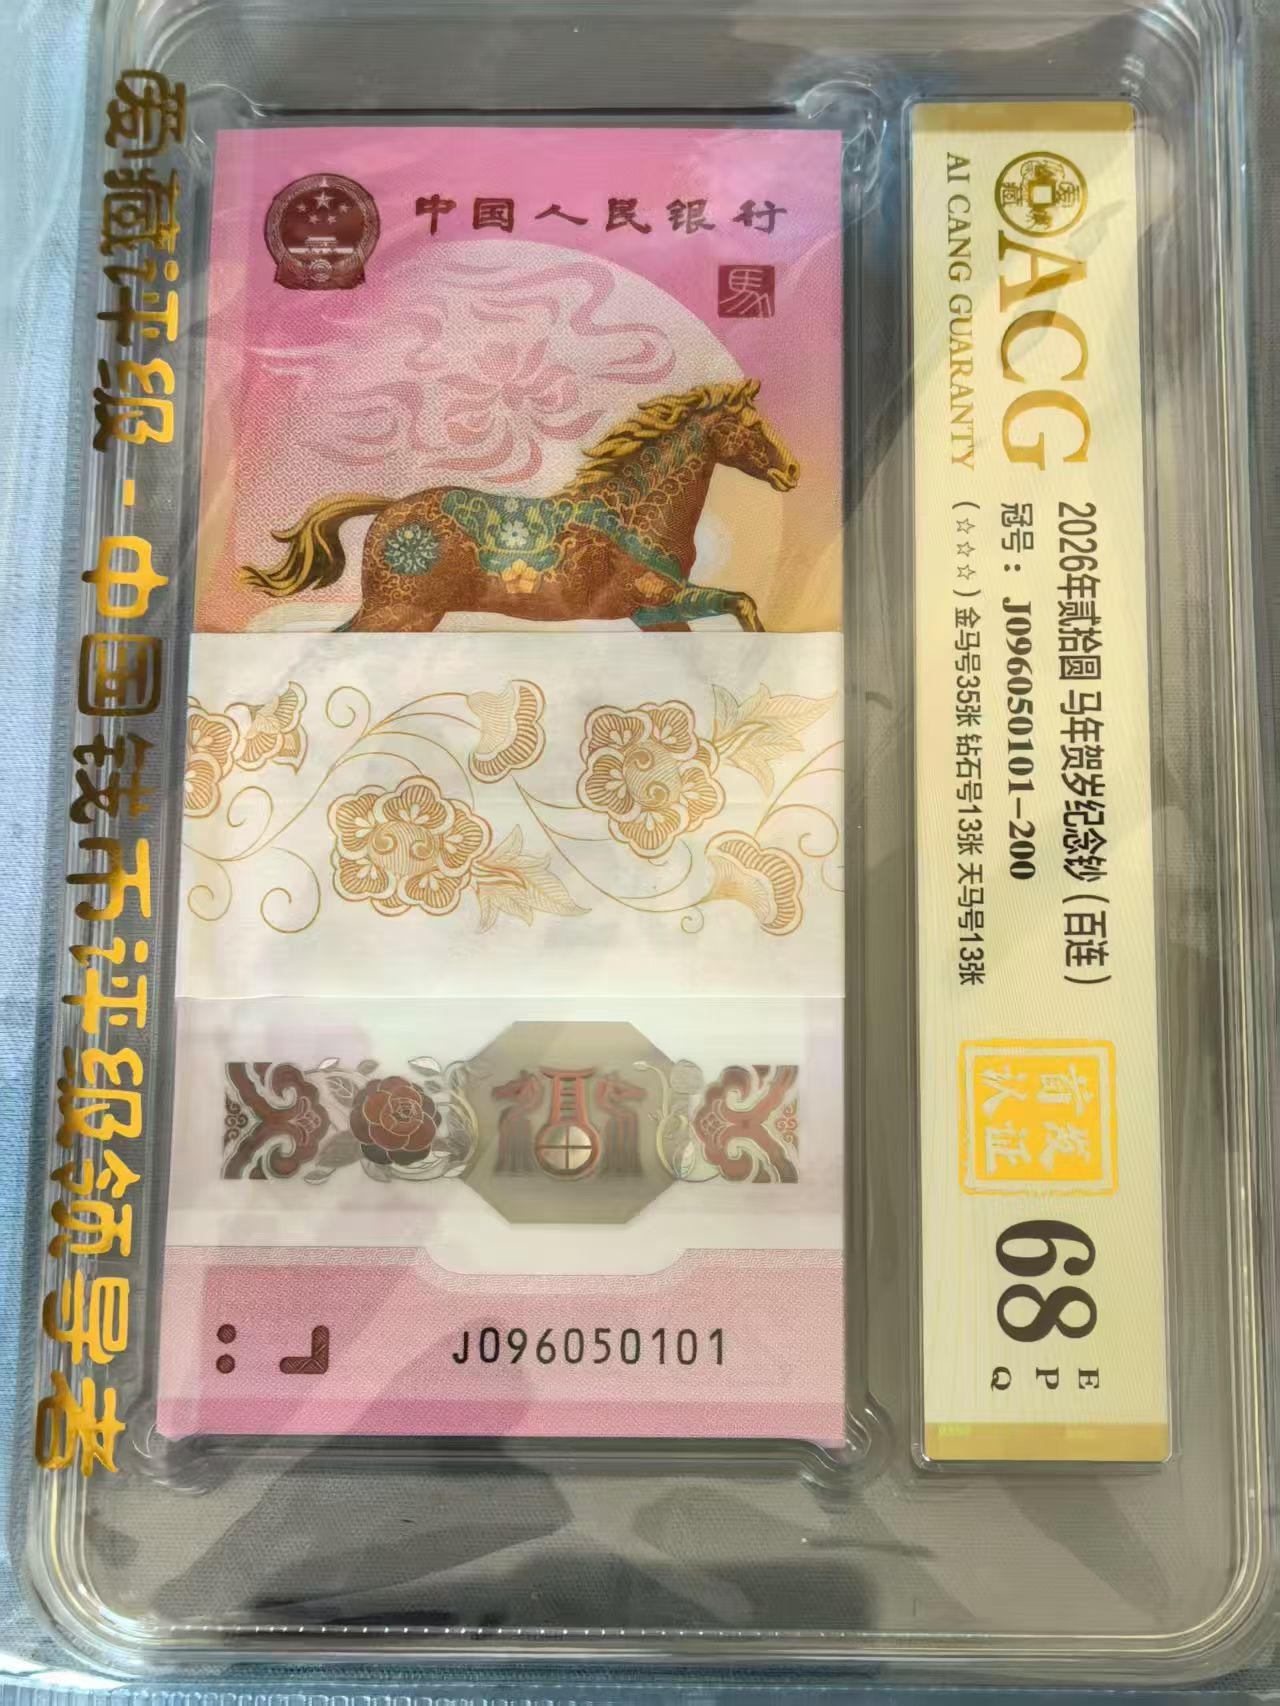 爱藏评级-中国钱币评级领导者
中国人民银行
馬
J096050101
ACG
AI CANG GUARANTY
2026年贰拾圆 马年贺岁纪念钞（百连）
冠号：J096050101-200
（☆☆☆）金马号35张 钻石号13张 天马号13张
首发
认证
68
E
P
Q